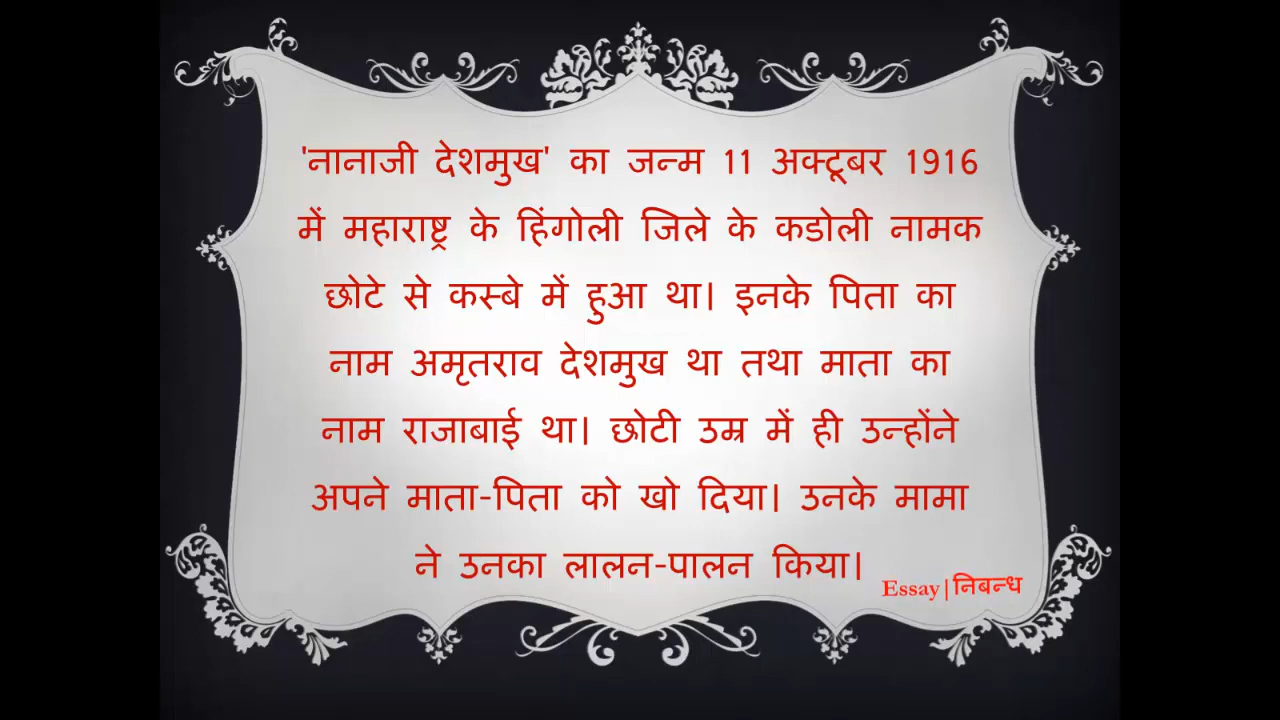 'नानाजी देशमुख' का जन्म 11 अक्टूबर 1916
में महाराष्ट्र के हिंगोली जिले के कडोली नामक
छोटे से कस्बे में हुआ था। इनके पिता का
नाम अमृतराव देशमुख था तथा माता का
नाम राजाबाई था। छोटी उम्र में ही उन्होंने
अपने माता-पिता को खो दिया। उनके मामा
ने उनका लालन-पालन किया।
Essay|निबन्ध